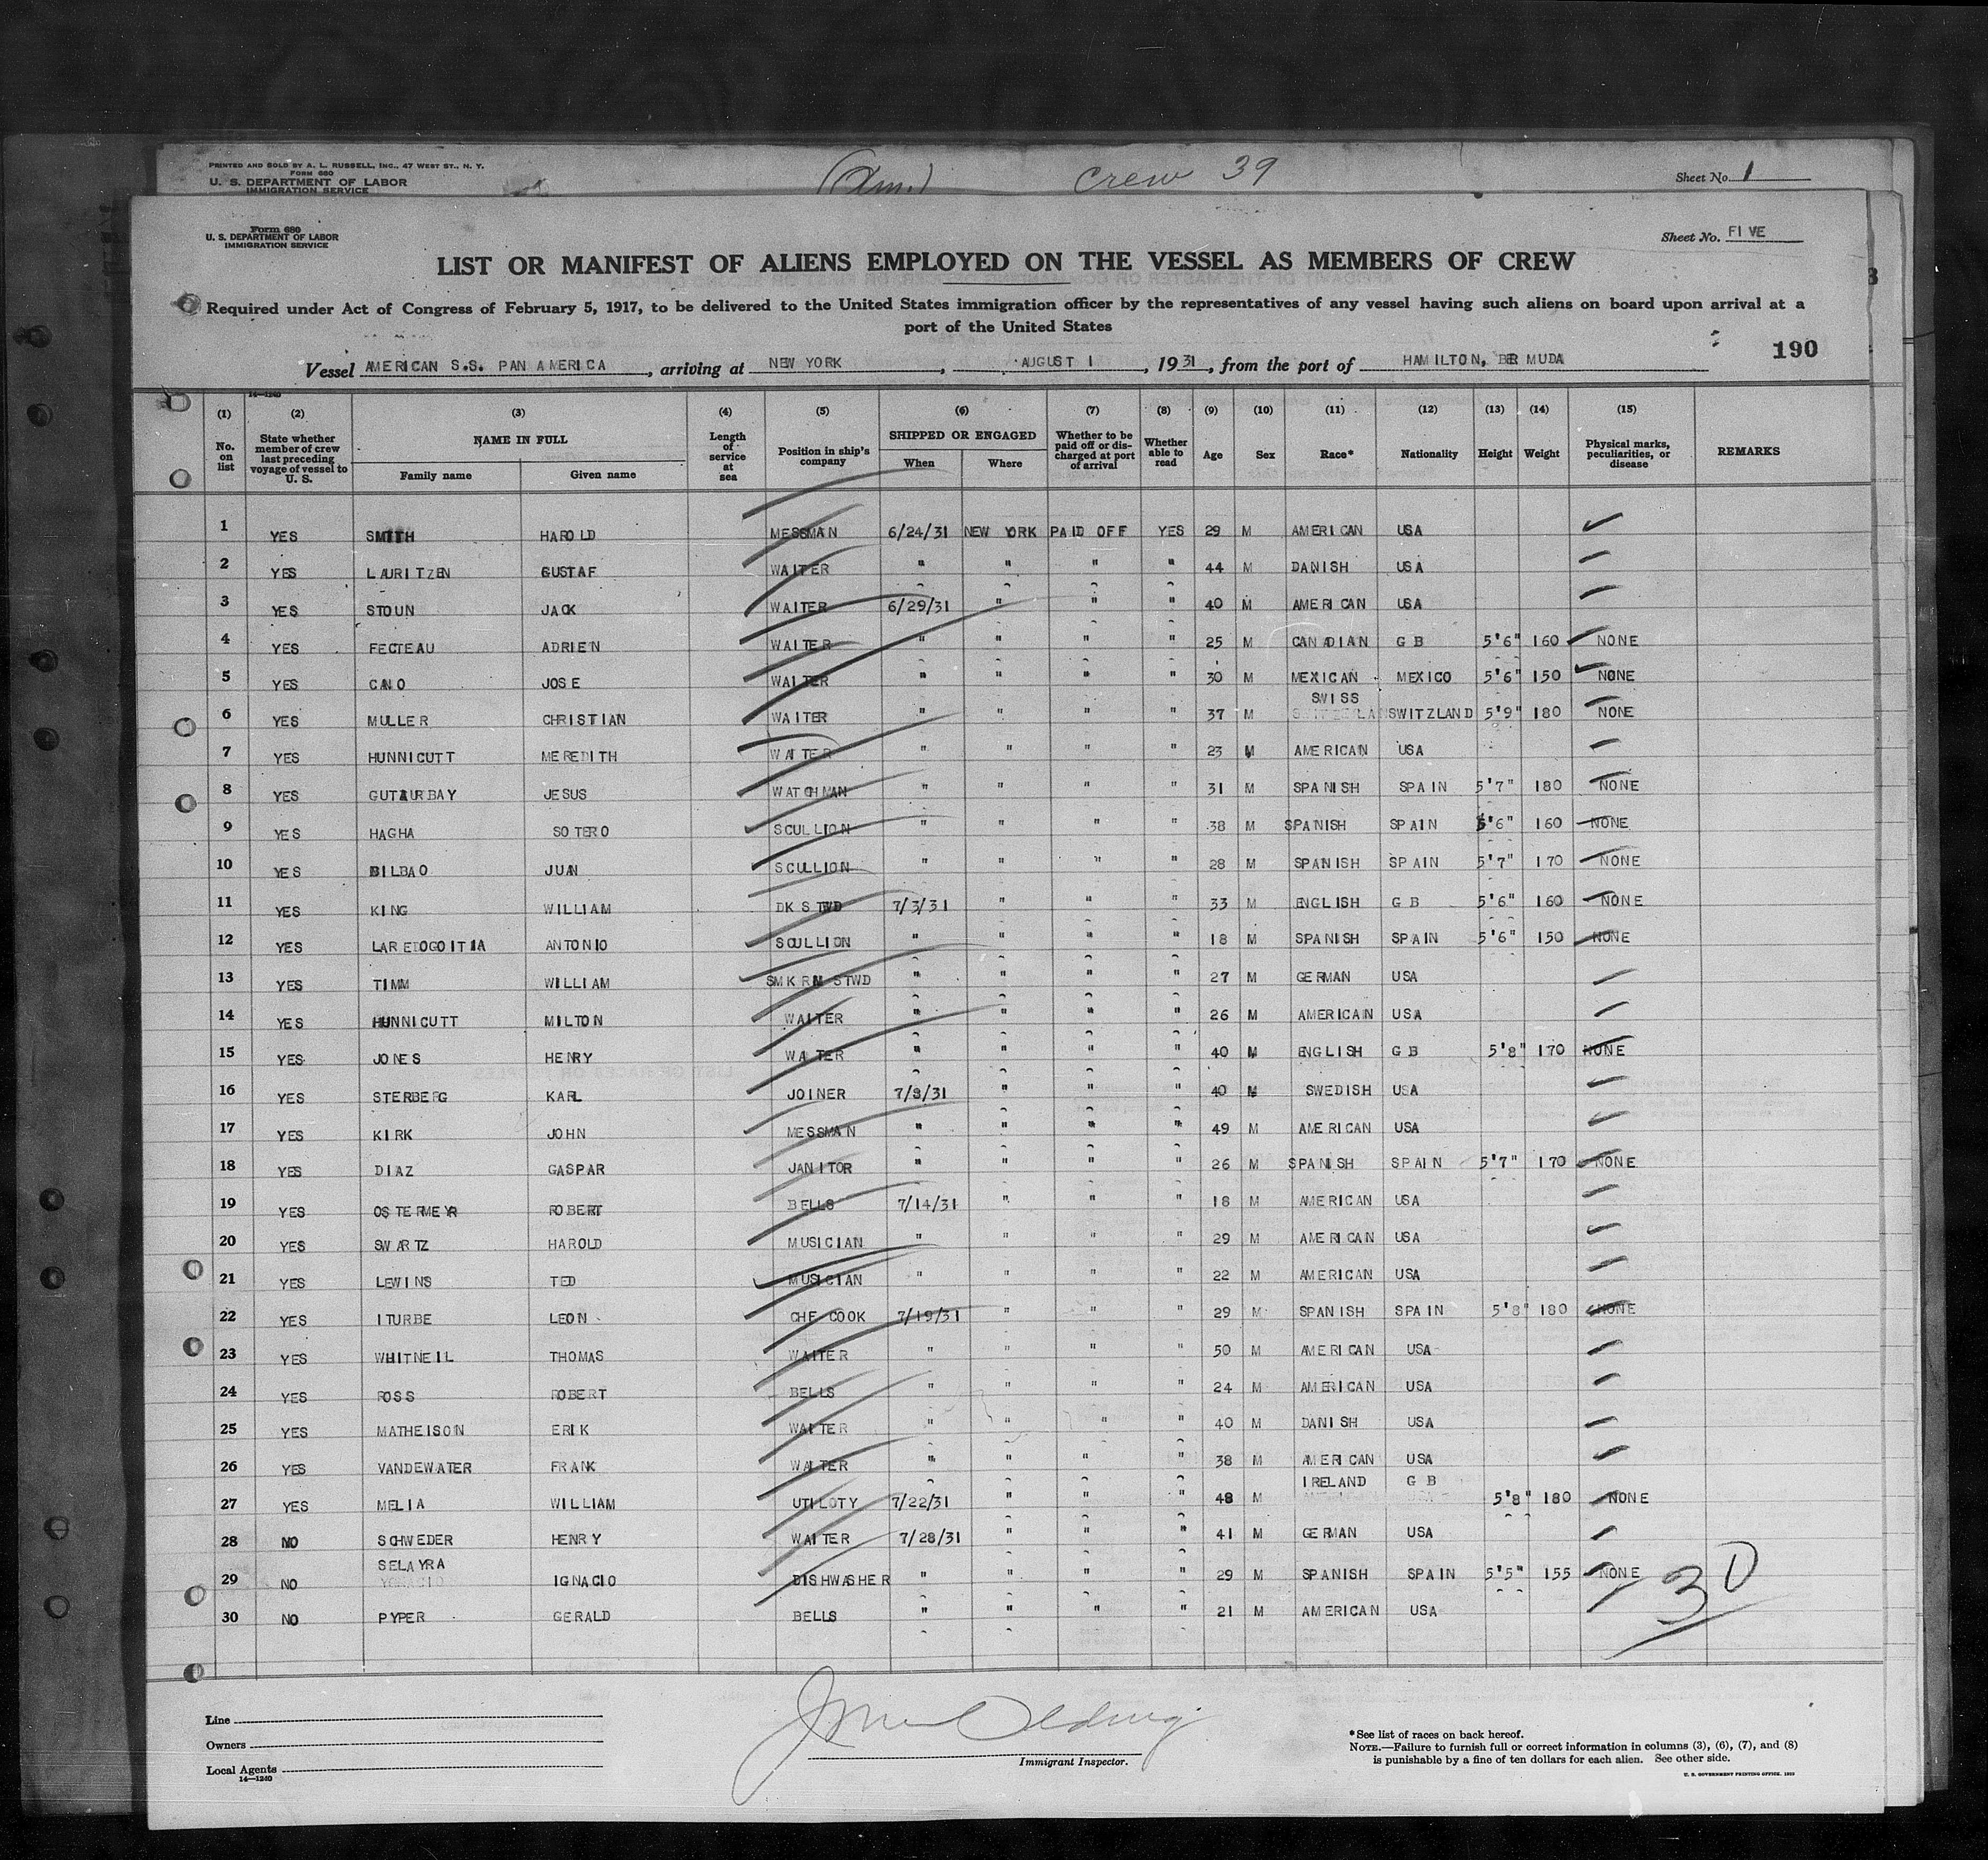 PRINTED AND SOLD BY A. L. RUSSELL, INC., 47 WEST ST., N. Y.
FORM 680
U. S. DEPARTMENT OF LABOR
IMMIGRATION SERVICE
(Am.) Crew 39
Sheet No. 1
Form 680
U. S. DEPARTMENT OF LABOR
IMMIGRATION SERVICE
Sheet No. FIVE
LIST OR MANIFEST OF ALIENS EMPLOYED ON THE VESSEL AS MEMBERS OF CREW
Required under Act of Congress of February 5, 1917, to be delivered to the United States immigration officer by the representatives of any vessel having such aliens on board upon arrival at a
port of the United States
Vessel AMERICAN S.S. PAN AMERICA, arriving at NEW YORK, AUGUST 1, 1931, from the port of HAMILTON, BERMUDA
190
14—1240
(1) (2) (3) (4) (5) (6) (7) (8) (9) (10) (11) (12) (13) (14) (15)
No. on list State whether member of crew last preceding voyage of vessel to U. S. NAME IN FULL Family name Given name Length of service at sea Position in ship's company SHIPPED OR ENGAGED When Where Whether to be paid off or discharged at port of arrival Whether able to read Age Sex Race* Nationality Height Weight Physical marks, peculiarities, or disease REMARKS
1 YES SMITH HAROLD MESSMAN 6/24/31 NEW YORK PAID OFF YES 29 M AMERICAN USA
2 YES LAURITZEN GUSTAF WAITER " " " " 44 M DANISH USA
3 YES STOUN JACK WAITER 6/29/31 " " " 40 M AMERICAN USA
4 YES FECTEAU ADRIEN WAITER " " " " 25 M CANADIAN G B 5'6" 160 NONE
5 YES CANO JOSE WAITER " " " " 30 M MEXICAN MEXICO 5'6" 150 NONE
6 YES MULLER CHRISTIAN WAITER " " " " 37 M SWISS SWITZLAND 5'9" 180 NONE
7 YES HUNNICUTT MEREDITH WAITER " " " " 23 M AMERICAN USA
8 YES GUTAURBAY JESUS WATCHMAN " " " " 31 M SPANISH SPAIN 5'7" 180 NONE
9 YES HAGHA SOTERO SCULLION " " " " 38 M SPANISH SPAIN 5'6" 160 NONE
10 YES BILBAO JUAN SCULLION " " " " 28 M SPANISH SPAIN 5'7" 170 NONE
11 YES KING WILLIAM DK STWD 7/3/31 " " " 33 M ENGLISH G B 5'6" 160 NONE
12 YES LAREDOGOITIA ANTONIO SCULLION " " " " 18 M SPANISH SPAIN 5'6" 150 NONE
13 YES TIMM WILLIAM SMK RM STWD " " " " 27 M GERMAN USA
14 YES HUNNICUTT MILTON WAITER " " " " 26 M AMERICAN USA
15 YES JONES HENRY WAITER " " " " 40 M ENGLISH G B 5'8" 170 NONE
16 YES STERBERG KARL JOINER 7/8/31 " " " 40 M SWEDISH USA
17 YES KIRK JOHN MESSMAN " " " " 49 M AMERICAN USA
18 YES DIAZ GASPAR JANITOR " " " " 26 M SPANISH SPAIN 5'7" 170 NONE
19 YES OSTERMEYR ROBERT BELLS 7/14/31 " " " 18 M AMERICAN USA
20 YES SWARTZ HAROLD MUSICIAN " " " " 29 M AMERICAN USA
21 YES LEWINS TED MUSICIAN " " " " 22 M AMERICAN USA
22 YES ITURBE LEON CHF COOK 7/19/31 " " " 29 M SPANISH SPAIN 5'8" 180 NONE
23 YES WHITNEIL THOMAS WAITER " " " " 50 M AMERICAN USA
24 YES ROSS ROBERT BELLS " " " " 24 M AMERICAN USA
25 YES MATHEISON ERIK WAITER " " " " 40 M DANISH USA
26 YES VANDEWATER FRANK WAITER " " " " 38 M AMERICAN USA
27 YES MELIA WILLIAM UTILOTY 7/22/31 " " " 48 M IRELAND G B 5'8" 180 NONE
28 NO SCHWEDER HENRY WAITER 7/28/31 " " " 41 M GERMAN USA
29 NO SELAYRA IGNACIO DISHWASHER " " " " 29 M SPANISH SPAIN 5'5" 155 NONE
30 NO PYPER GERALD BELLS " " " " 21 M AMERICAN USA
30
Line
Owners
Local Agents
14—1240
Immigrant Inspector.
*See list of races on back hereof.
NOTE.—Failure to furnish full or correct information in columns (3), (6), (7), and (8)
is punishable by a fine of ten dollars for each alien. See other side.